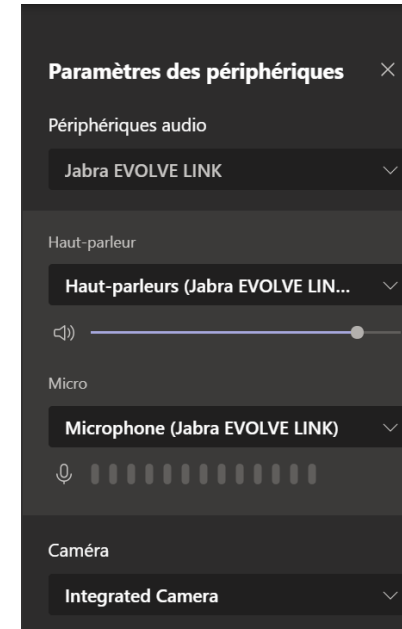 Paramètres des périphériques
Périphériques audio
Jabra EVOLVE LINK
Haut-parleur
Haut-parleurs (Jabra EVOLVE LIN...
Micro
Microphone (Jabra EVOLVE LINK)
Caméra
Integrated Camera